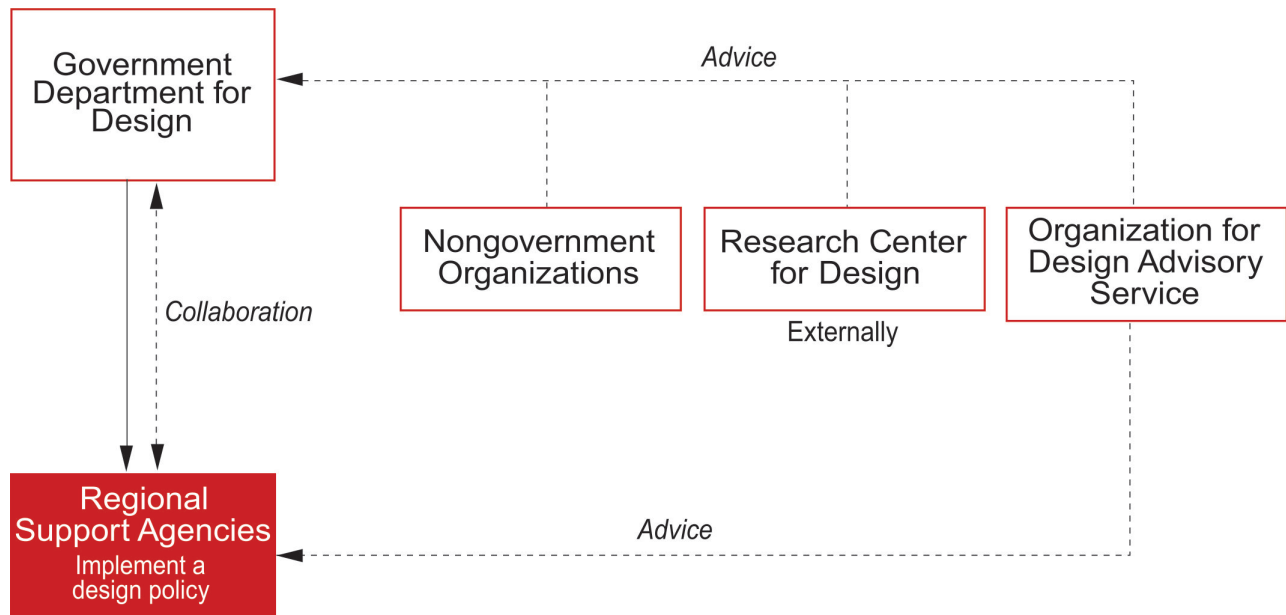 Government
Department for
Design
Advice
Nongovernment
Organizations
Research Center
for Design
Externally
Organization for
Design Advisory
Service
Collaboration
Regional
Support Agencies
Implement a
design policy
Advice